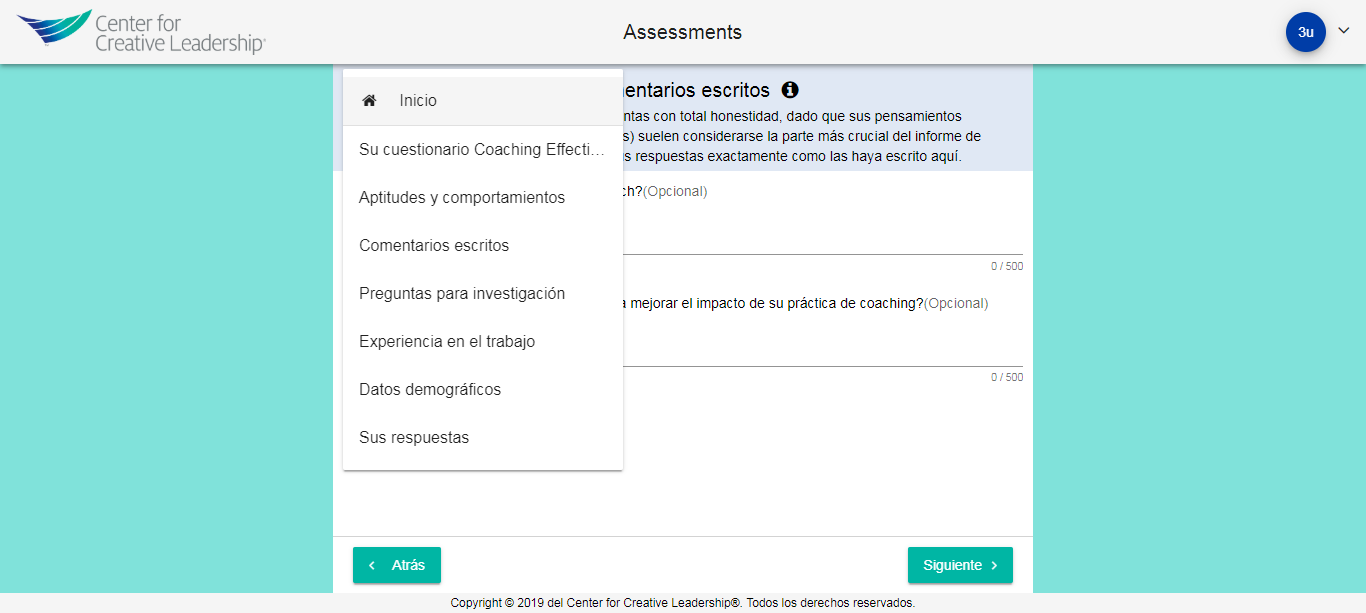 Center for
Creative Leadership®
Assessments
3u
Inicio
Su cuestionario Coaching Effecti...
Aptitudes y comportamientos
Comentarios escritos
Preguntas para investigación
Experiencia en el trabajo
Datos demográficos
Sus respuestas
entarios escritos
ntas con total honestidad, dado que sus pensamientos
s) suelen considerarse la parte más crucial del informe de
s respuestas exactamente como las haya escrito aquí.
ch?(Opcional)
0 / 500
a mejorar el impacto de su práctica de coaching?(Opcional)
0 / 500
Atrás
Siguiente
Copyright © 2019 del Center for Creative Leadership®. Todos los derechos reservados.